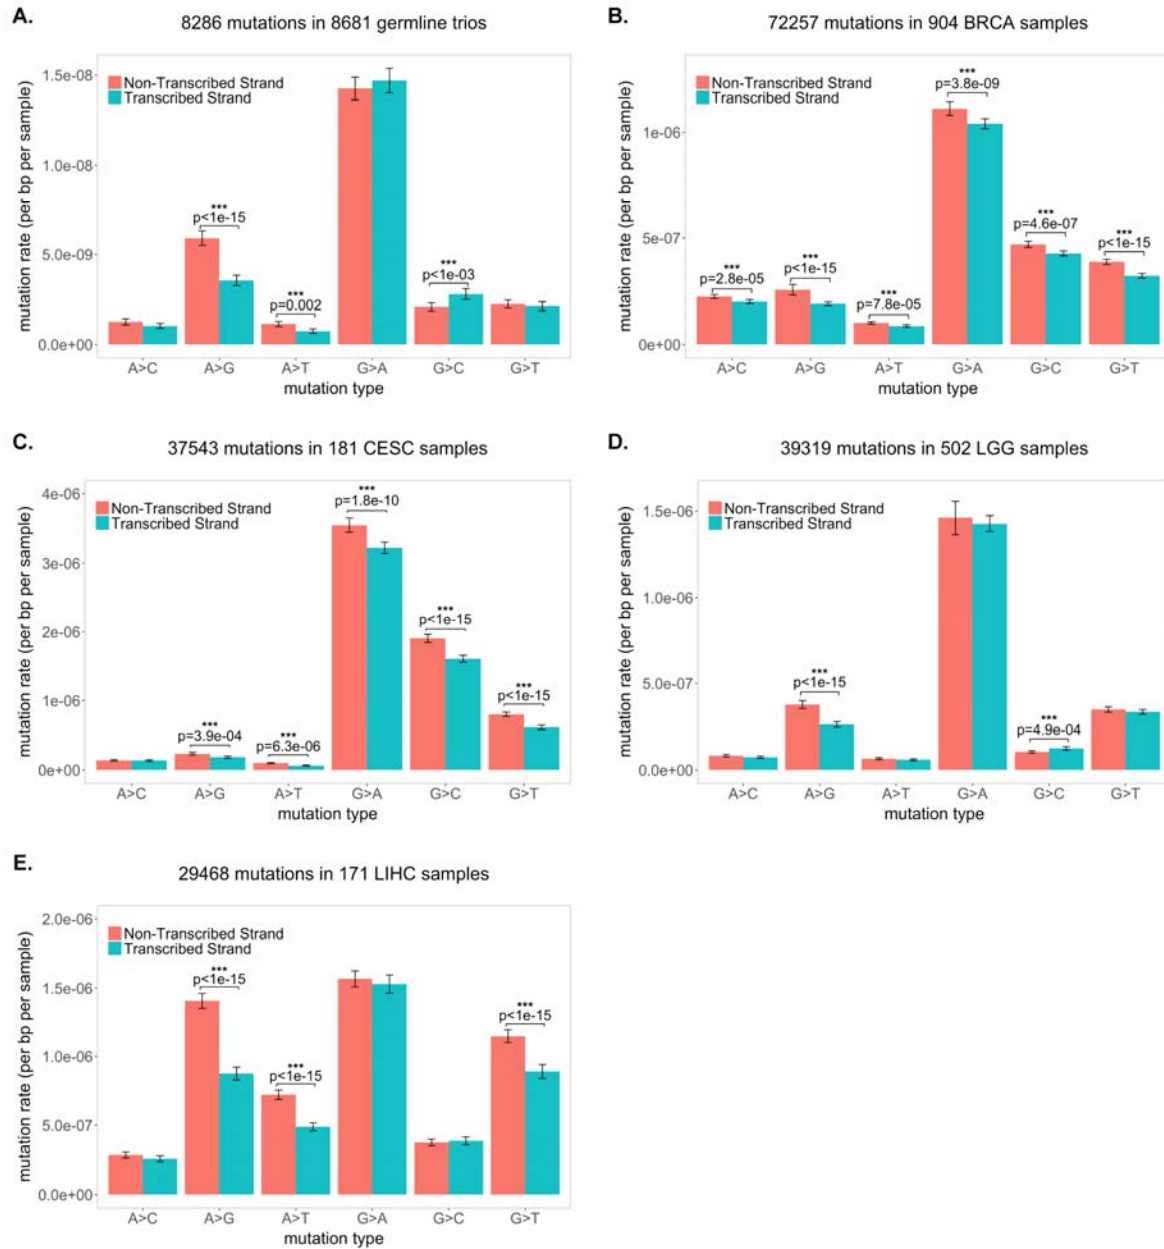 A.
8286 mutations in 8681 germline trios
mutation rate (per bp per sample)
1.5e-08
1.0e-08
5.0e-09
0.0e+00
Non-Transcribed Strand
Transcribed Strand
***
p<1e-15
***
p=0.002
***
p<1e-03
A>C A>G A>T G>A G>C G>T
mutation type
B.
72257 mutations in 904 BRCA samples
mutation rate (per bp per sample)
1e-06
5e-07
0e+00
Non-Transcribed Strand
Transcribed Strand
***
p=2.8e-05
***
p<1e-15
***
p=7.8e-05
***
p=3.8e-09
***
p=4.6e-07
***
p<1e-15
A>C A>G A>T G>A G>C G>T
mutation type
C.
37543 mutations in 181 CESC samples
mutation rate (per bp per sample)
4e-06
3e-06
2e-06
1e-06
0e+00
Non-Transcribed Strand
Transcribed Strand
***
p=3.9e-04
***
p=6.3e-06
***
p=1.8e-10
***
p<1e-15
***
p<1e-15
A>C A>G A>T G>A G>C G>T
mutation type
D.
39319 mutations in 502 LGG samples
mutation rate (per bp per sample)
1.5e-06
1.0e-06
5.0e-07
0.0e+00
Non-Transcribed Strand
Transcribed Strand
***
p<1e-15
***
p=4.9e-04
A>C A>G A>T G>A G>C G>T
mutation type
E.
29468 mutations in 171 LIHC samples
mutation rate (per bp per sample)
2.0e-06
1.5e-06
1.0e-06
5.0e-07
0.0e+00
Non-Transcribed Strand
Transcribed Strand
***
p<1e-15
***
p<1e-15
***
p<1e-15
A>C A>G A>T G>A G>C G>T
mutation type